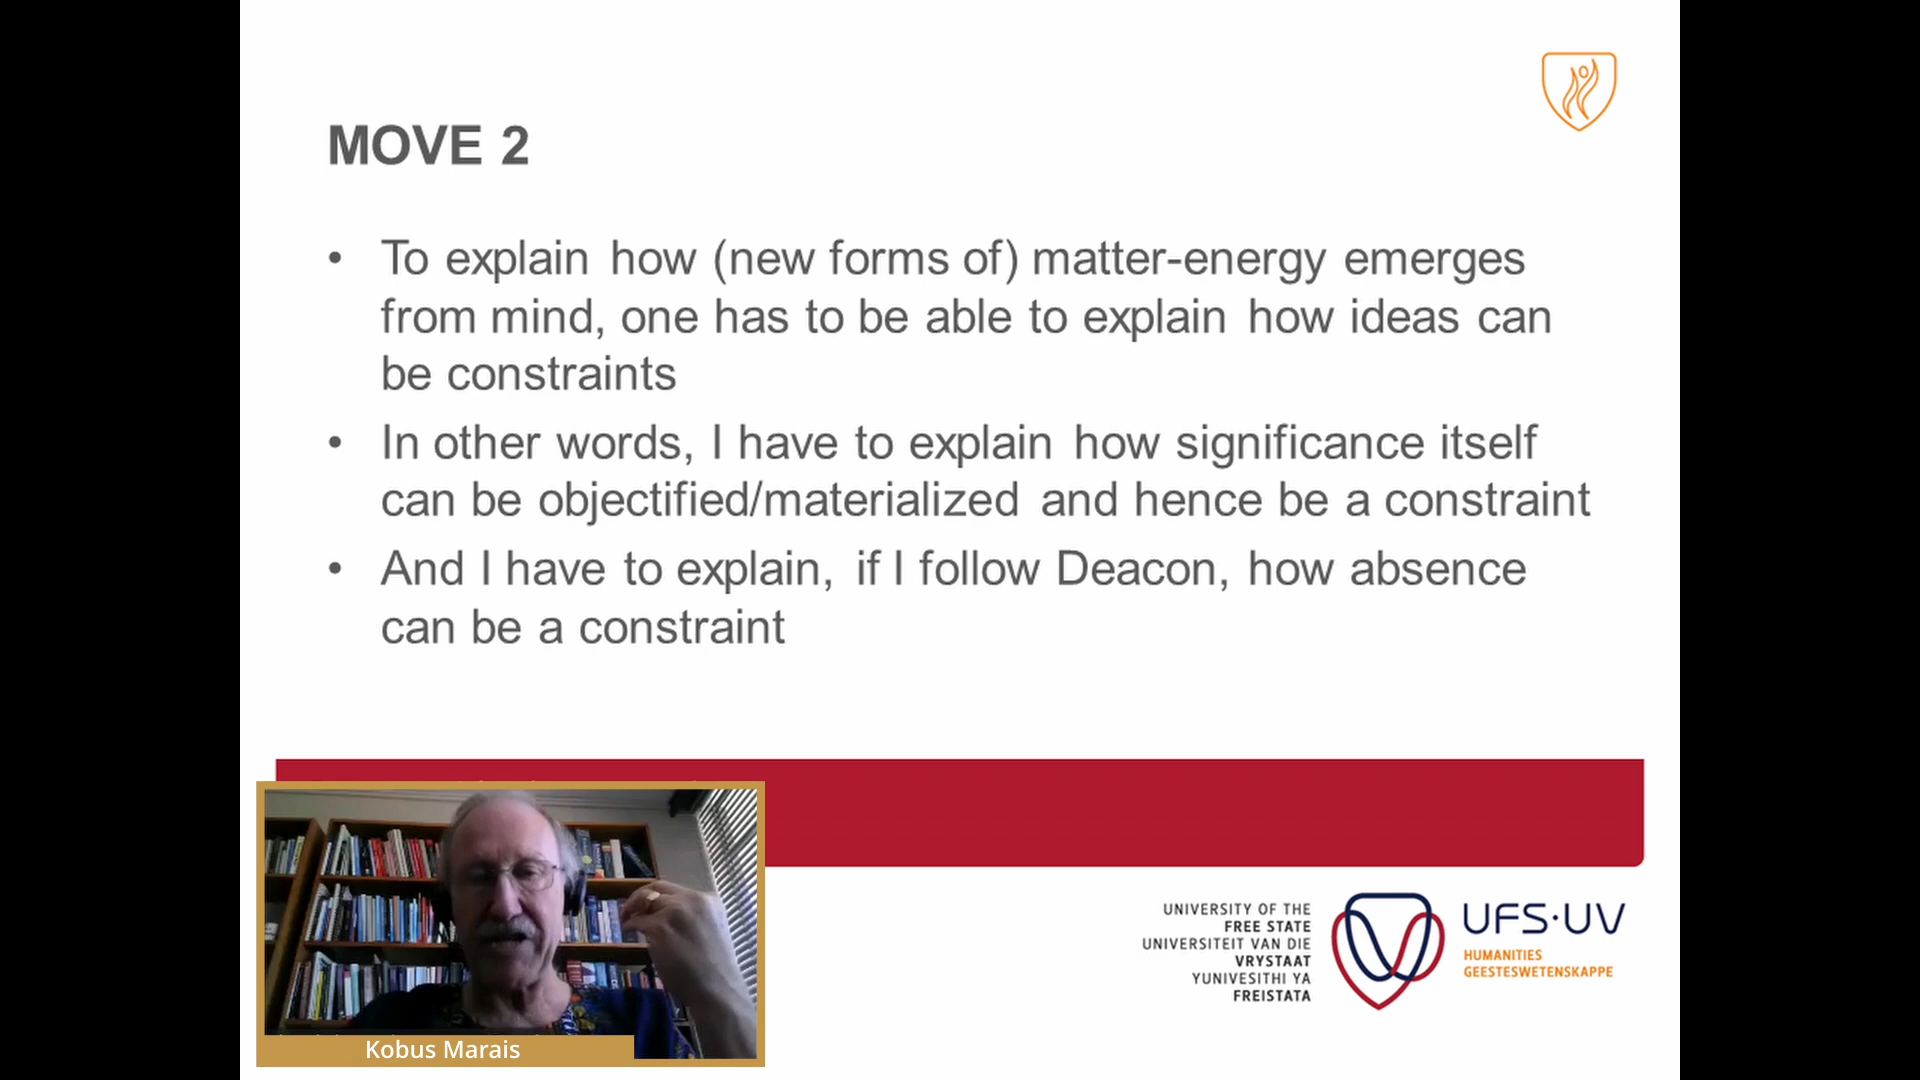 MOVE 2
• To explain how (new forms of) matter-energy emerges
from mind, one has to be able to explain how ideas can
be constraints
• In other words, I have to explain how significance itself
can be objectified/materialized and hence be a constraint
• And I have to explain, if I follow Deacon, how absence
can be a constraint
UNIVERSITY OF THE
FREE STATE
UNIVERSITEIT VAN DIE
VRYSTAAT
YUNIVESITHI YA
FREISTATA
UFS·UV
HUMANITIES
GEESTESWETENSKAPPE
Kobus Marais